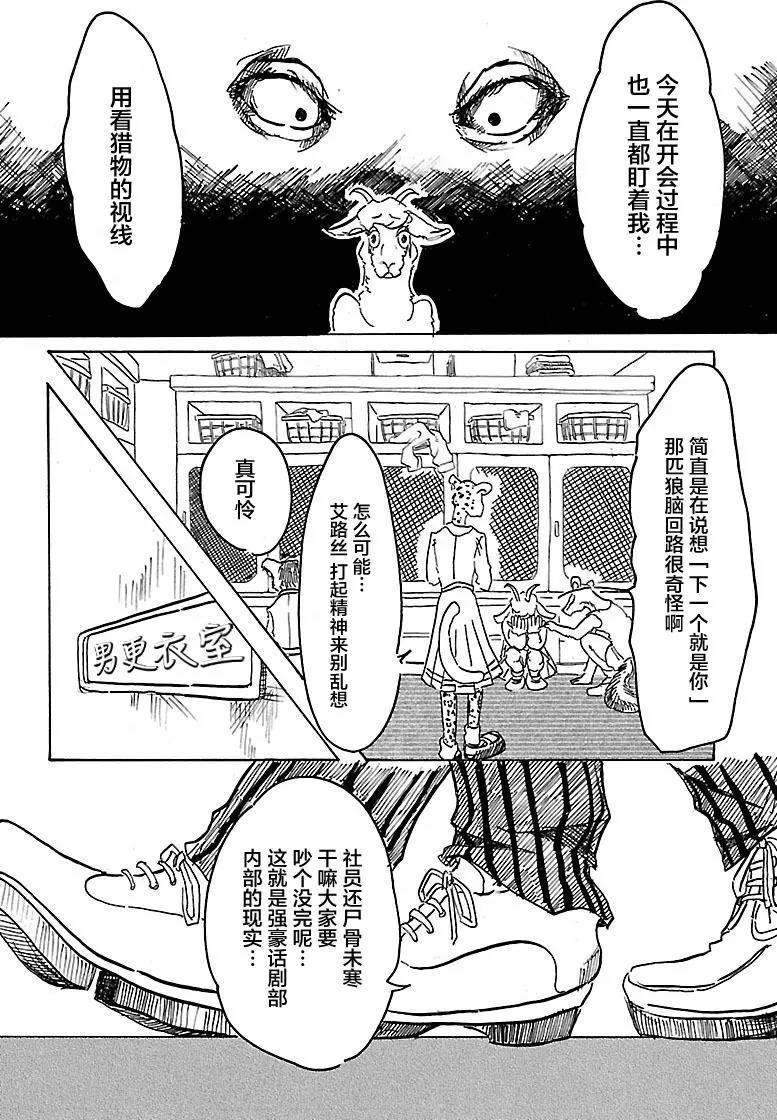 今天在开会过程中
也一直都盯着我…
用看猎物的视线
简直是在说想「下一个就是你」
那匹狼脑回路很奇怪啊
怎么可能…
艾路丝 打起精神来别乱想
真可怜
男更衣室
社员还尸骨未寒
干嘛大家要
吵个没完呢…
这就是强豪话剧部
内部的现实…